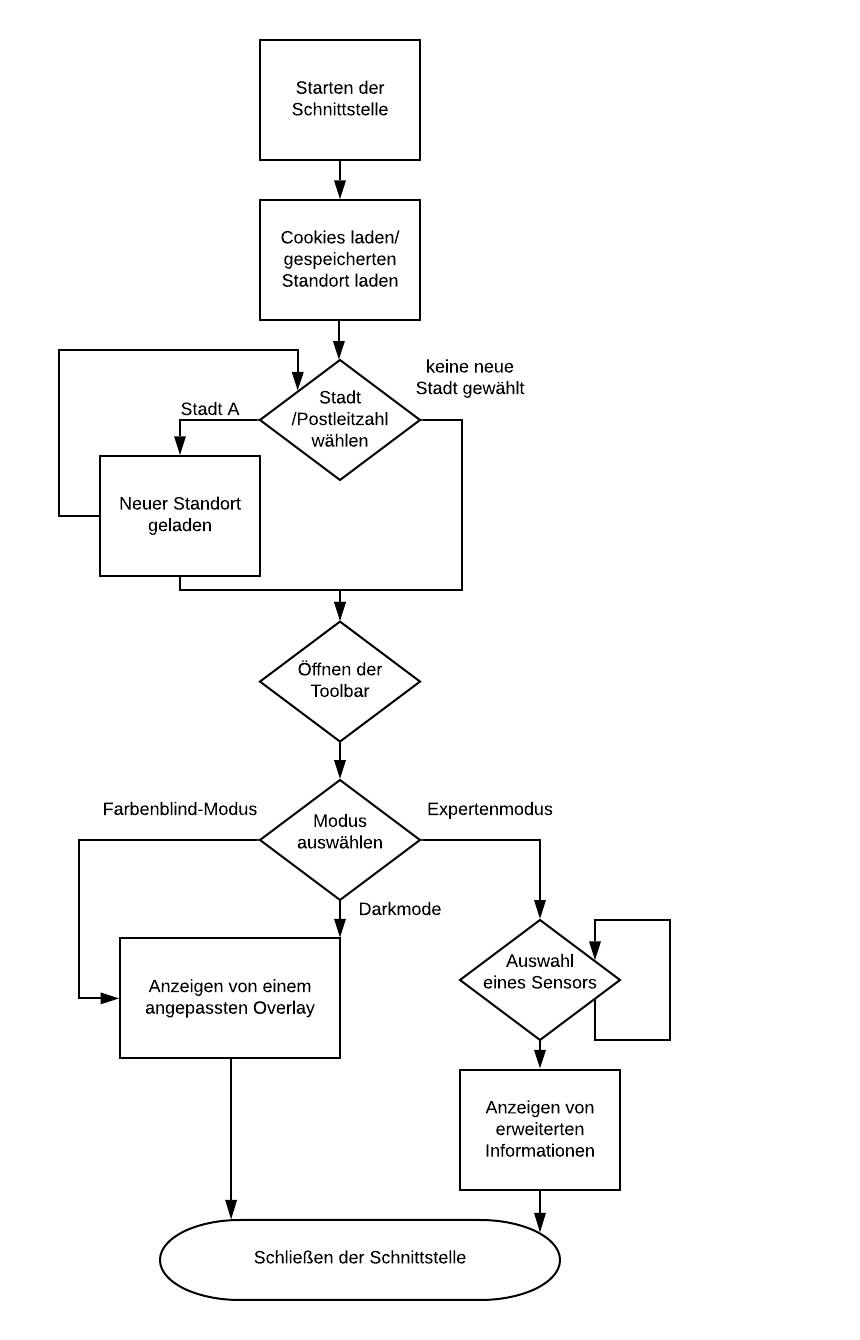 Starten der
Schnittstelle
Cookies laden/
gespeicherten
Standort laden
keine neue
Stadt gewählt
Stadt
/Postleitzahl
wählen
Stadt A
Neuer Standort
geladen
Öffnen der
Toolbar
Farbenblind-Modus
Modus
auswählen
Expertenmodus
Darkmode
Auswahl
eines Sensors
Anzeigen von einem
angepassten Overlay
Anzeigen von
erweiterten
Informationen
Schließen der Schnittstelle